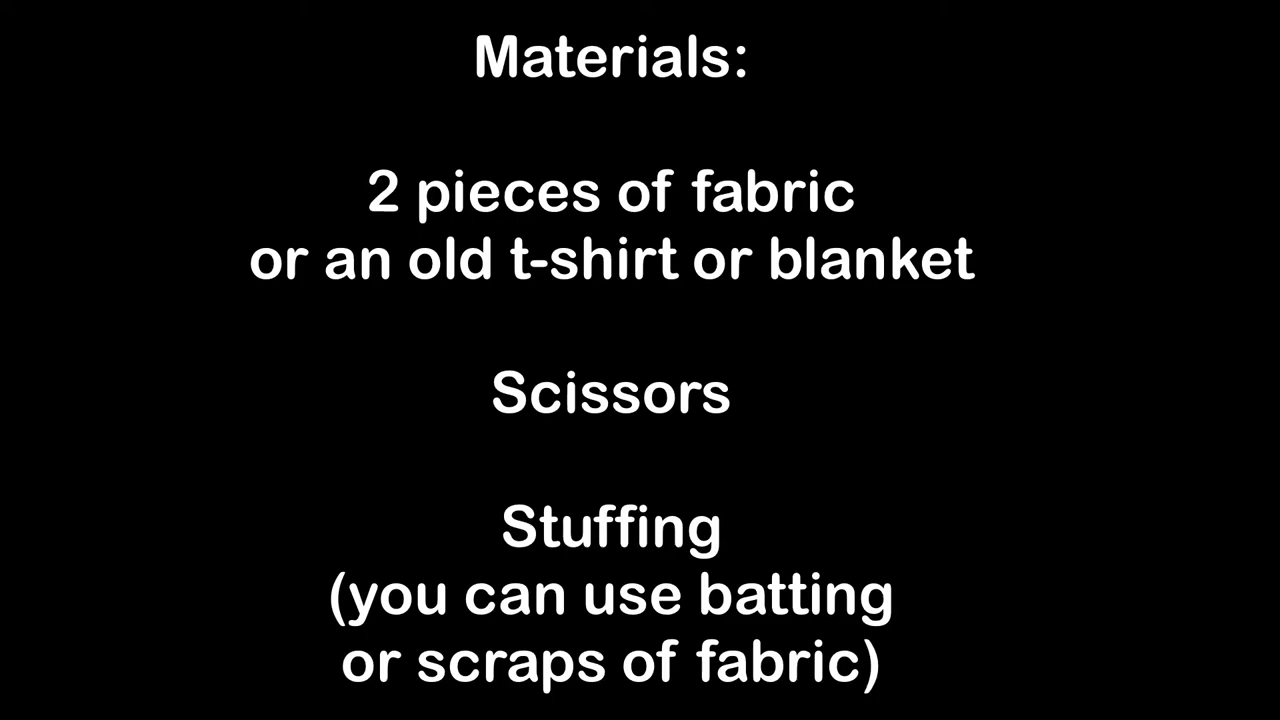 Materials:
2 pieces of fabric
or an old t-shirt or blanket
Scissors
Stuffing
(you can use batting
or scraps of fabric)